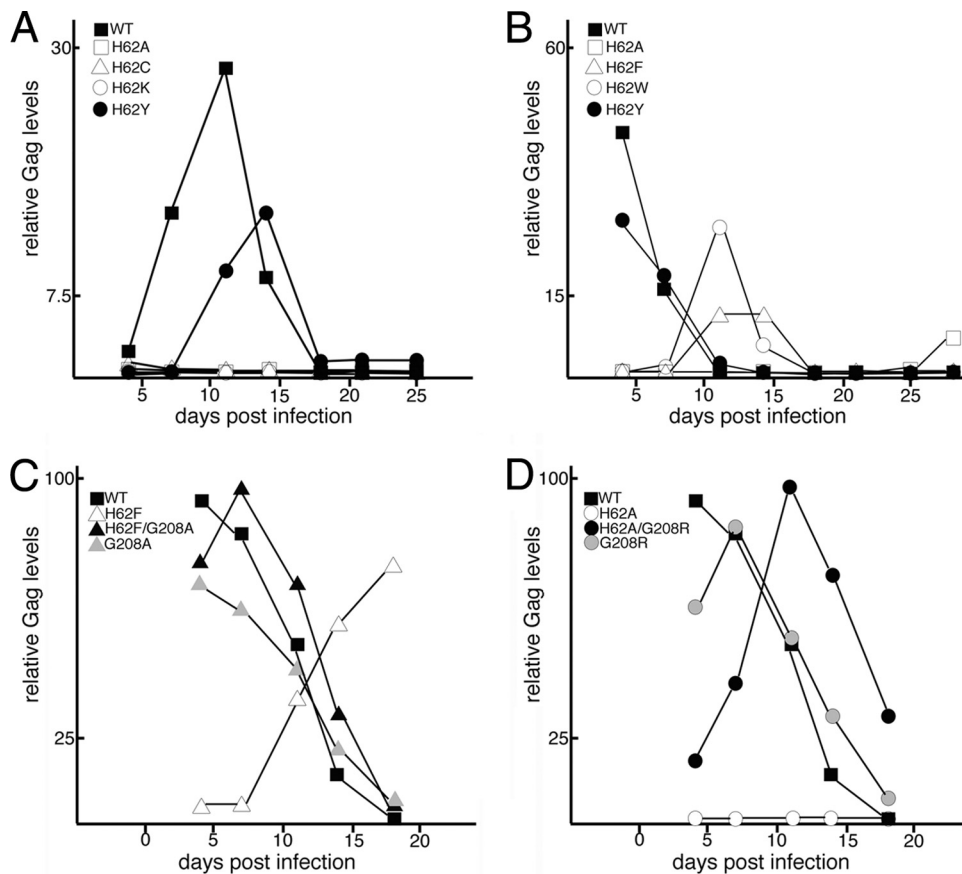 A
30
7.5
relative Gag levels
WT
H62A
H62C
H62K
H62Y
5 10 15 20 25
days post infection
B
60
15
relative Gag levels
WT
H62A
H62F
H62W
H62Y
5 10 15 20 25
days post infection
C
100
25
relative Gag levels
WT
H62F
H62F/G208A
G208A
0 5 10 15 20
days post infection
D
100
25
relative Gag levels
WT
H62A
H62A/G208R
G208R
0 5 10 15 20
days post infection